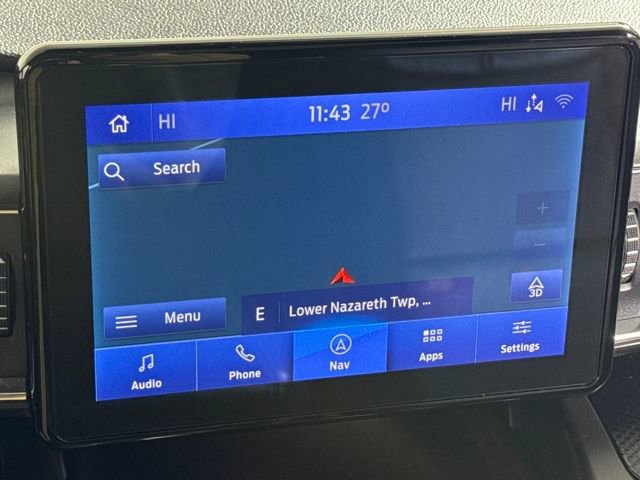 HI 11:43 27° HI
Search
+
−
3D
E Lower Nazareth Twp, ...
Menu
Audio Phone Nav Apps Settings